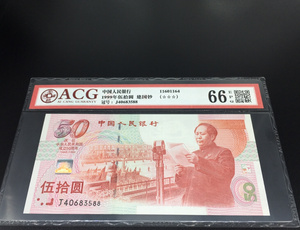 ACG
中国人民银行
1999年伍拾圆 建国钞
冠号: J40683588
(☆☆☆)
66
EPQ
50
中国人民银行
伍拾圆
50
J40683588